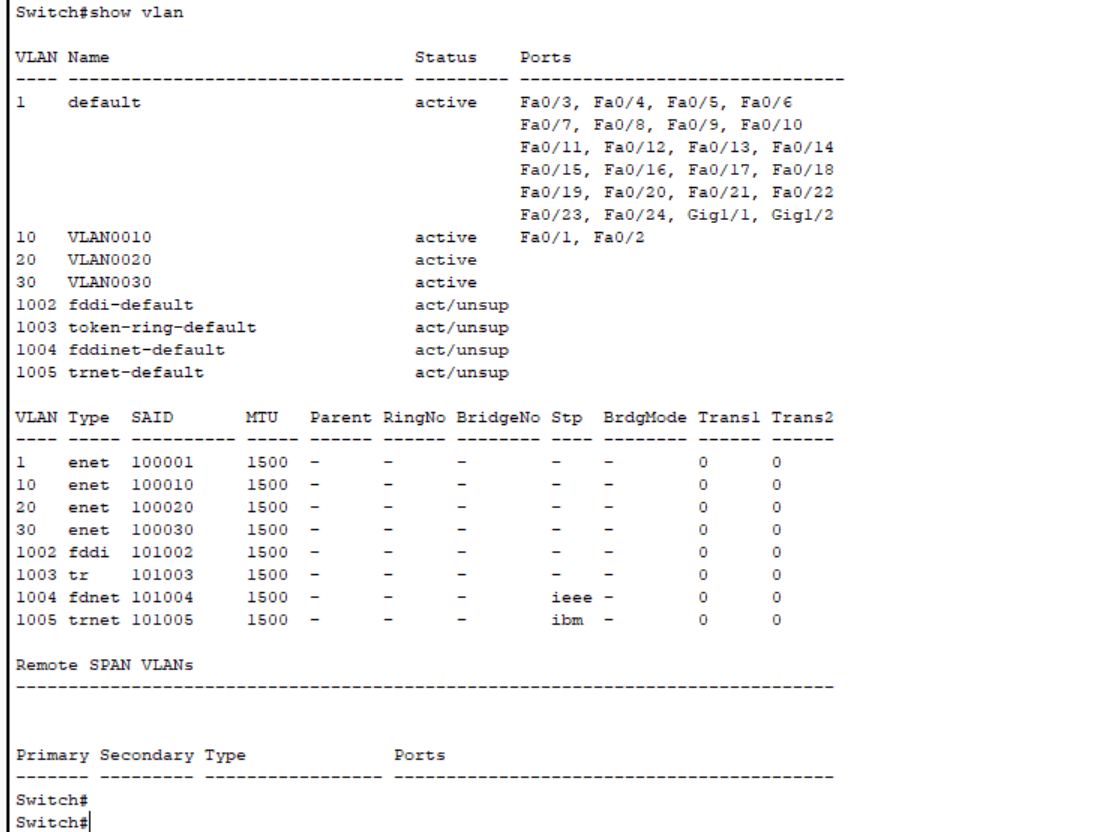 Switch#show vlan
VLAN Name                             Status    Ports
---- -------------------------------- --------- -------------------------------
1    default                          active    Fa0/3, Fa0/4, Fa0/5, Fa0/6
                                                Fa0/7, Fa0/8, Fa0/9, Fa0/10
                                                Fa0/11, Fa0/12, Fa0/13, Fa0/14
                                                Fa0/15, Fa0/16, Fa0/17, Fa0/18
                                                Fa0/19, Fa0/20, Fa0/21, Fa0/22
                                                Fa0/23, Fa0/24, Gig1/1, Gig1/2
10   VLAN0010                         active    Fa0/1, Fa0/2
20   VLAN0020                         active
30   VLAN0030                         active
1002 fddi-default                     act/unsup
1003 token-ring-default               act/unsup
1004 fddinet-default                  act/unsup
1005 trnet-default                    act/unsup
VLAN Type  SAID       MTU   Parent RingNo BridgeNo Stp  BrdgMode Trans1 Trans2
---- ----- ---------- ----- ------ ------ -------- ---- -------- ------ ------
1    enet  100001     1500  -      -      -        -    -        0      0
10   enet  100010     1500  -      -      -        -    -        0      0
20   enet  100020     1500  -      -      -        -    -        0      0
30   enet  100030     1500  -      -      -        -    -        0      0
1002 fddi  101002     1500  -      -      -        -    -        0      0
1003 tr    101003     1500  -      -      -        -    -        0      0
1004 fdnet 101004     1500  -      -      -        ieee -        0      0
1005 trnet 101005     1500  -      -      -        ibm  -        0      0
Remote SPAN VLANs
------------------------------------------------------------------------------
Primary Secondary Type              Ports
------- --------- ----------------- ------------------------------------------
Switch#
Switch#